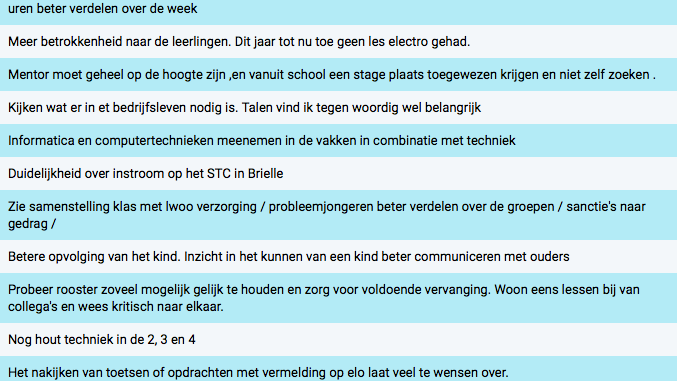 uren beter verdelen over de week
Meer betrokkenheid naar de leerlingen. Dit jaar tot nu toe geen les electro gehad.
Mentor moet geheel op de hoogte zijn ,en vanuit school een stage plaats toegewezen krijgen en niet zelf zoeken .
Kijken wat er in et bedrijfsleven nodig is. Talen vind ik tegen woordig wel belangrijk
Informatica en computertechnieken meenemen in de vakken in combinatie met techniek
Duidelijkheid over instroom op het STC in Brielle
Zie samenstelling klas met lwoo verzorging / probleemjongeren beter verdelen over de groepen / sanctie's naar
gedrag /
Betere opvolging van het kind. Inzicht in het kunnen van een kind beter communiceren met ouders
Probeer rooster zoveel mogelijk gelijk te houden en zorg voor voldoende vervanging. Woon eens lessen bij van
collega's en wees kritisch naar elkaar.
Nog hout techniek in de 2, 3 en 4
Het nakijken van toetsen of opdrachten met vermelding op elo laat veel te wensen over.